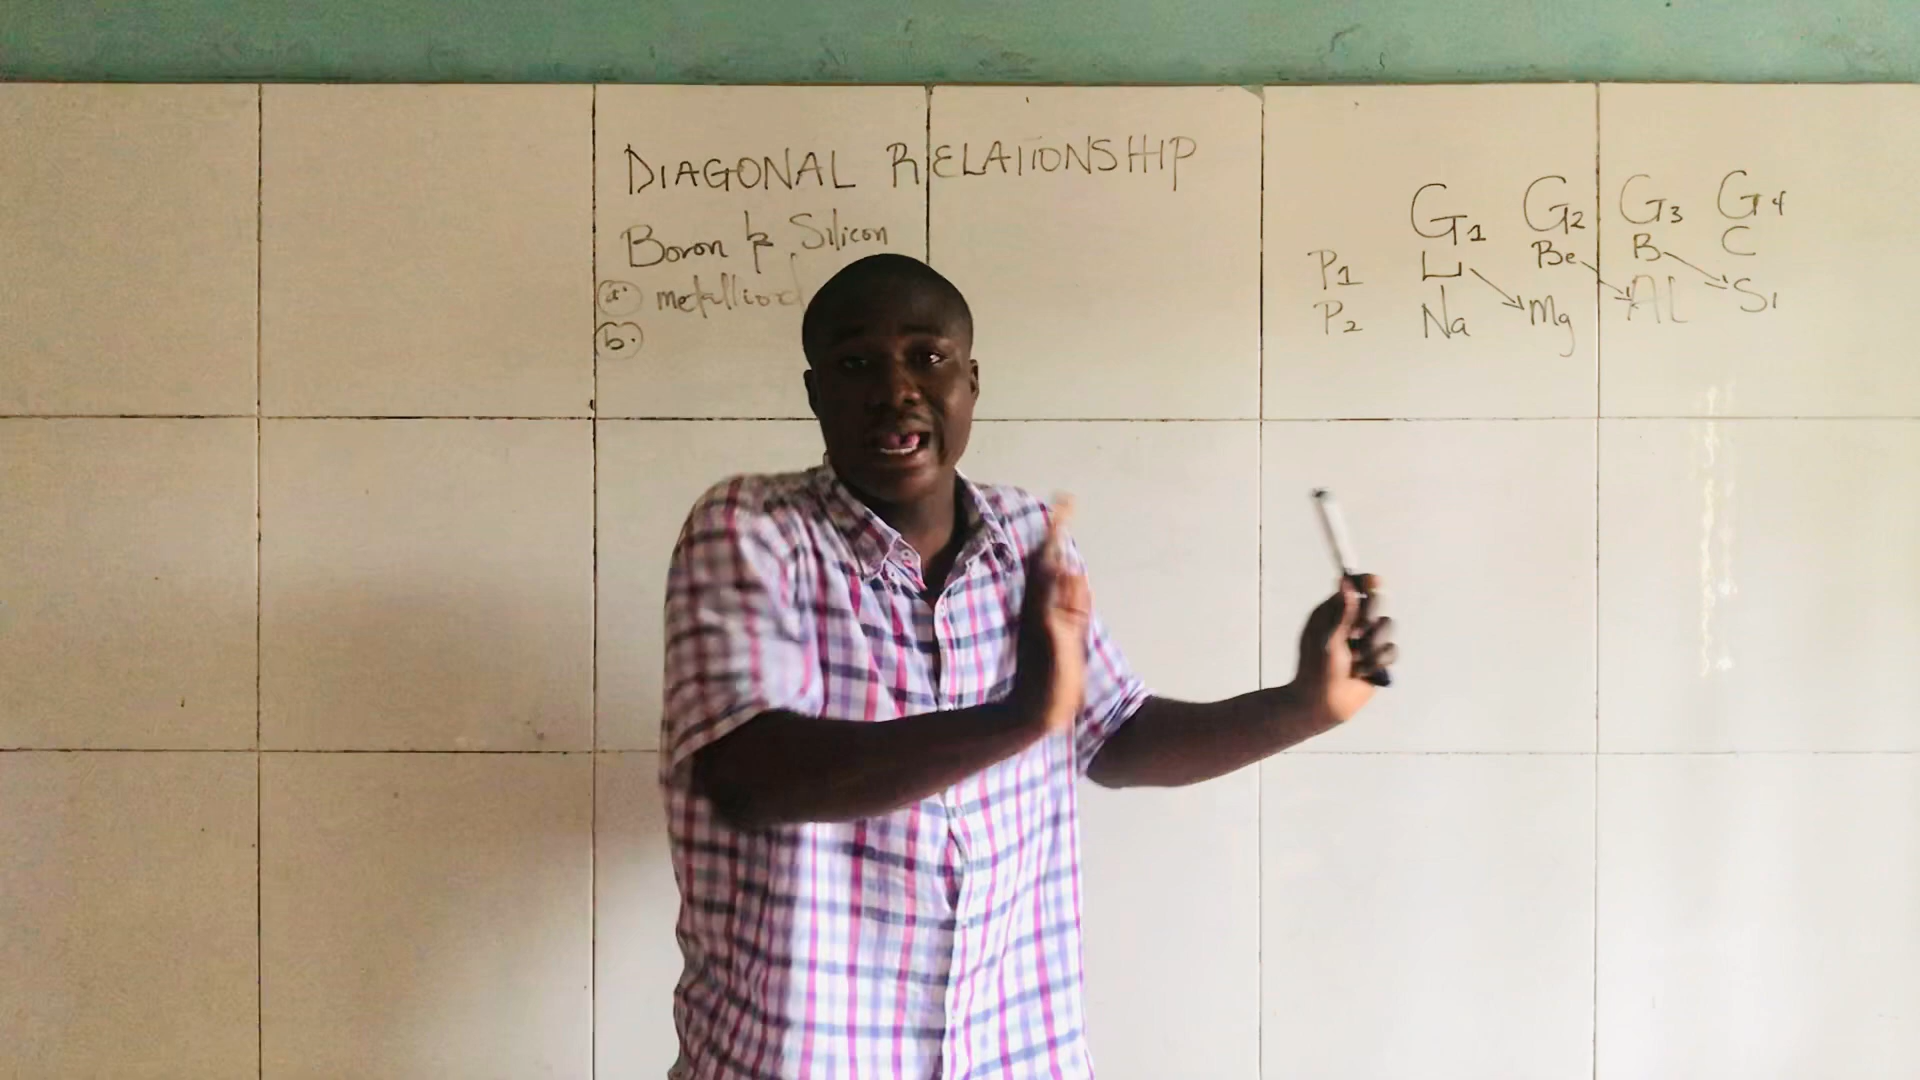 DIAGONAL RELATIONSHIP
Boron & Silicon
a. metalliod
b.
G1 G2 G3 G4
P1 Li Be B C
P2 Na Mg Al Si